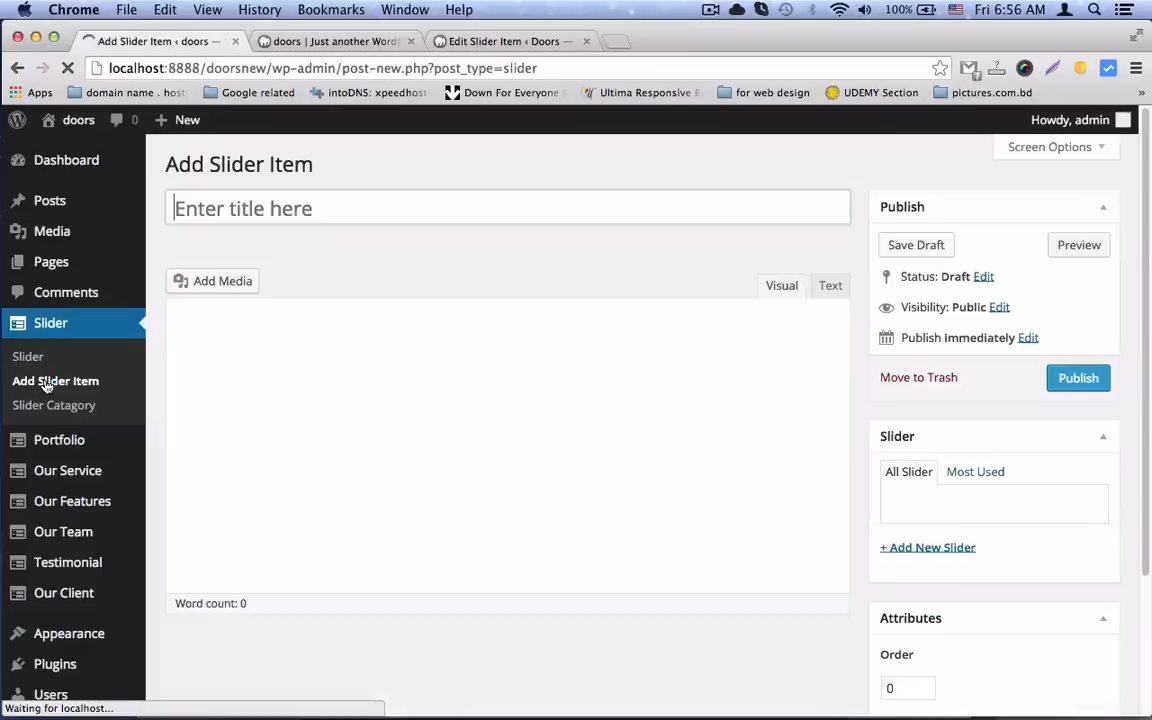 Chrome File Edit View History Bookmarks Window Help 100% Fri 6:56 AM
Add Slider Item ‹ doors — doors | Just another Word Edit Slider Item ‹ Doors —
localhost:8888/doorsnew/wp-admin/post-new.php?post_type=slider
Apps domain name . host Google related intoDNS: xpeedhost Down For Everyone Ultima Responsive for web design UDEMY Section pictures.com.bd »
doors 0 New Howdy, admin
Screen Options
Dashboard
Posts
Media
Pages
Comments
Slider
Slider
Add Slider Item
Slider Catagory
Portfolio
Our Service
Our Features
Our Team
Testimonial
Our Client
Appearance
Plugins
Users
Add Slider Item
Enter title here
Add Media
Visual Text
Word count: 0
Publish
Save Draft Preview
Status: Draft Edit
Visibility: Public Edit
Publish immediately Edit
Move to Trash Publish
Slider
All Slider Most Used
+ Add New Slider
Attributes
Order
0
Waiting for localhost...